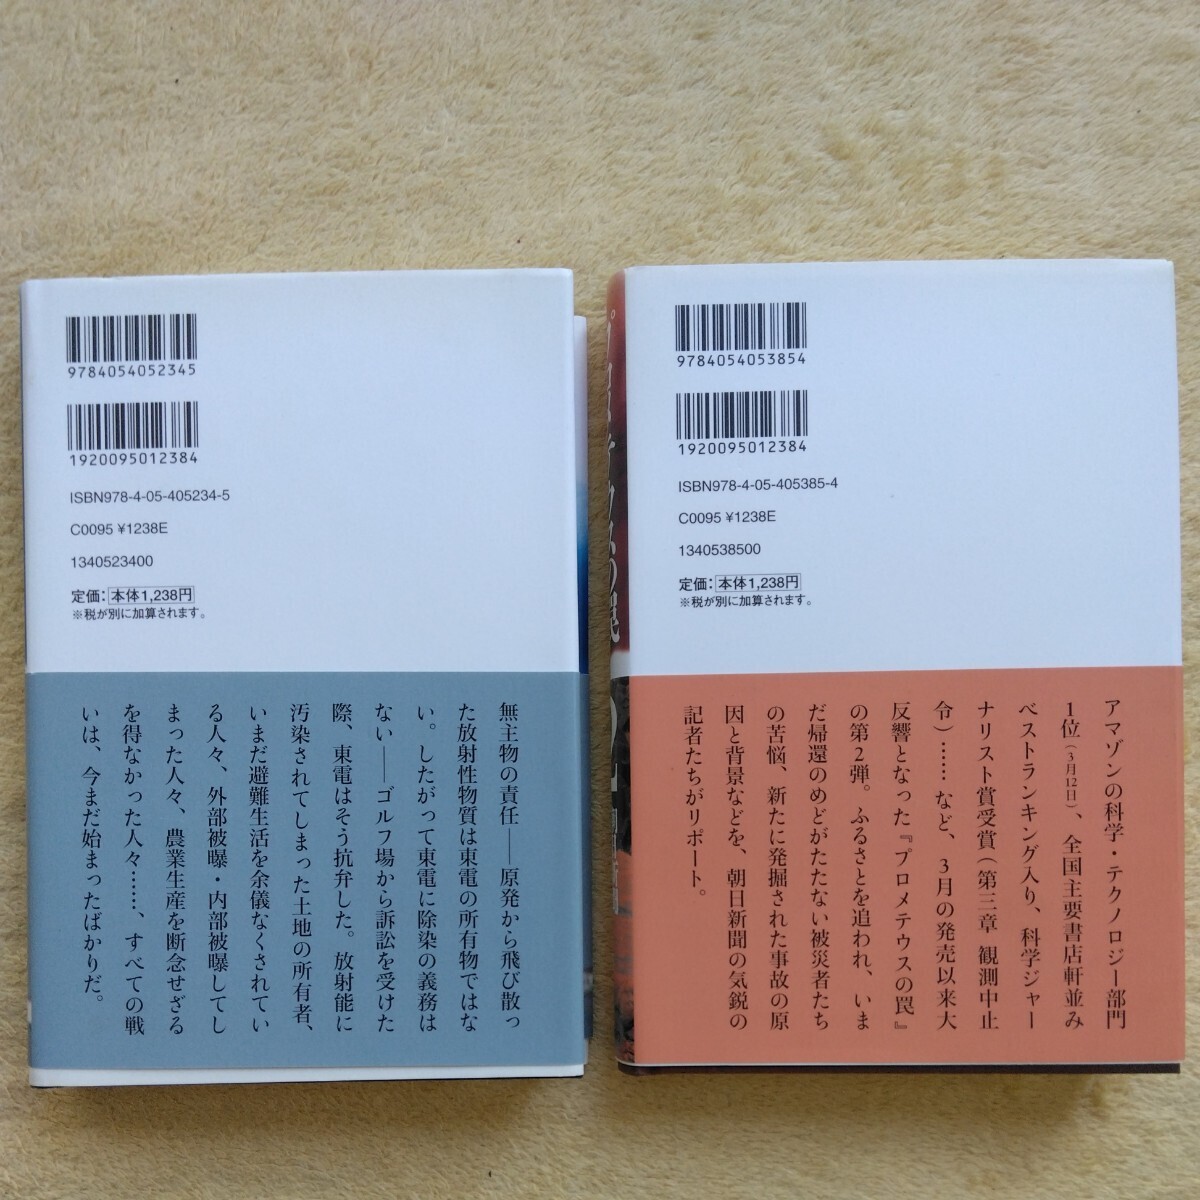 9784054052345
1920095012384
ISBN978-4-05-405234-5
C0095 ¥1238E
1340523400
定価：本体1,238円
※税が別に加算されます。
無主物の責任──原発から飛び散っ
た放射性物質は東電の所有物ではな
い。したがって東電に除染の義務は
ない──ゴルフ場から訴訟を受けた
際、東電はそう抗弁した。放射能に
汚染されてしまった土地の所有者、
いまだ避難生活を余儀なくされてい
る人々、外部被曝・内部被曝してし
まった人々、農業生産を断念せざる
を得なかった人々……、すべての戦
いは、今まだ始まったばかりだ。
プロメテウスの罠
9784054053854
1920095012384
ISBN978-4-05-405385-4
C0095 ¥1238E
1340538500
定価：本体1,238円
※税が別に加算されます。
アマゾンの科学・テクノロジー部門
1位（3月12日）、全国主要書店軒並み
ベストランキング入り、科学ジャー
ナリスト賞受賞（第三章 観測中止
令）……など、3月の発売以来大
反響となった『プロメテウスの罠』
の第2弾。ふるさとを追われ、いま
だ帰還のめどがたたない被災者たち
の苦悩、新たに発掘された事故の原
因と背景などを、朝日新聞の気鋭の
記者たちがリポート。